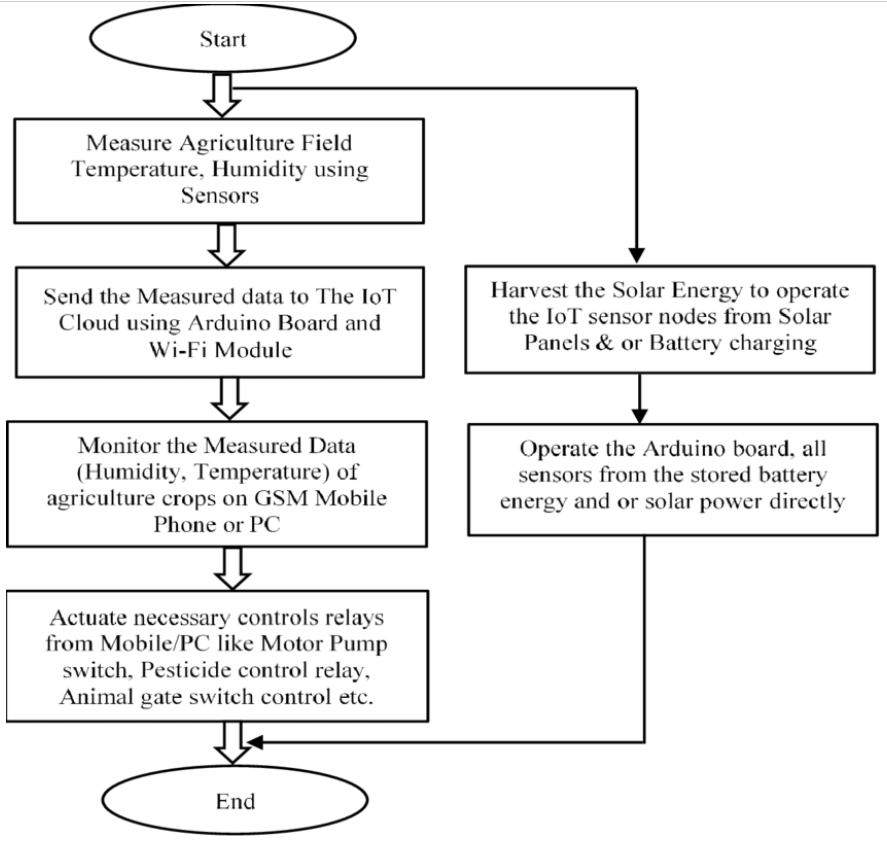 Start
Measure Agriculture Field
Temperature, Humidity using
Sensors
Send the Measured data to The IoT
Cloud using Arduino Board and
Wi-Fi Module
Monitor the Measured Data
(Humidity, Temperature) of
agriculture crops on GSM Mobile
Phone or PC
Actuate necessary controls relays
from Mobile/PC like Motor Pump
switch, Pesticide control relay,
Animal gate switch control etc.
End
Harvest the Solar Energy to operate
the IoT sensor nodes from Solar
Panels & or Battery charging
Operate the Arduino board, all
sensors from the stored battery
energy and or solar power directly